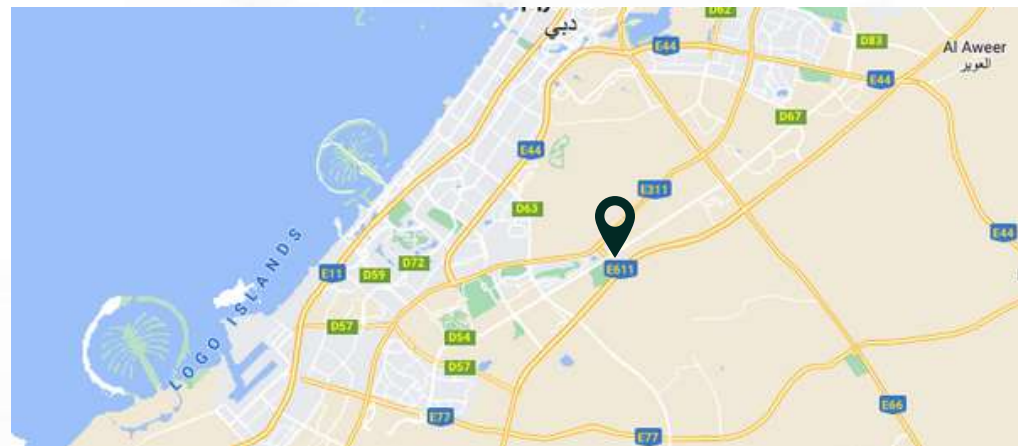 دبي
D62
E44
D83
Al Aweer
العوير
E44
D67
E44
E311
D63
E611
E44
D72
D59
E11
LOGO ISLANDS
D57
D54
D57
E66
E77
E77